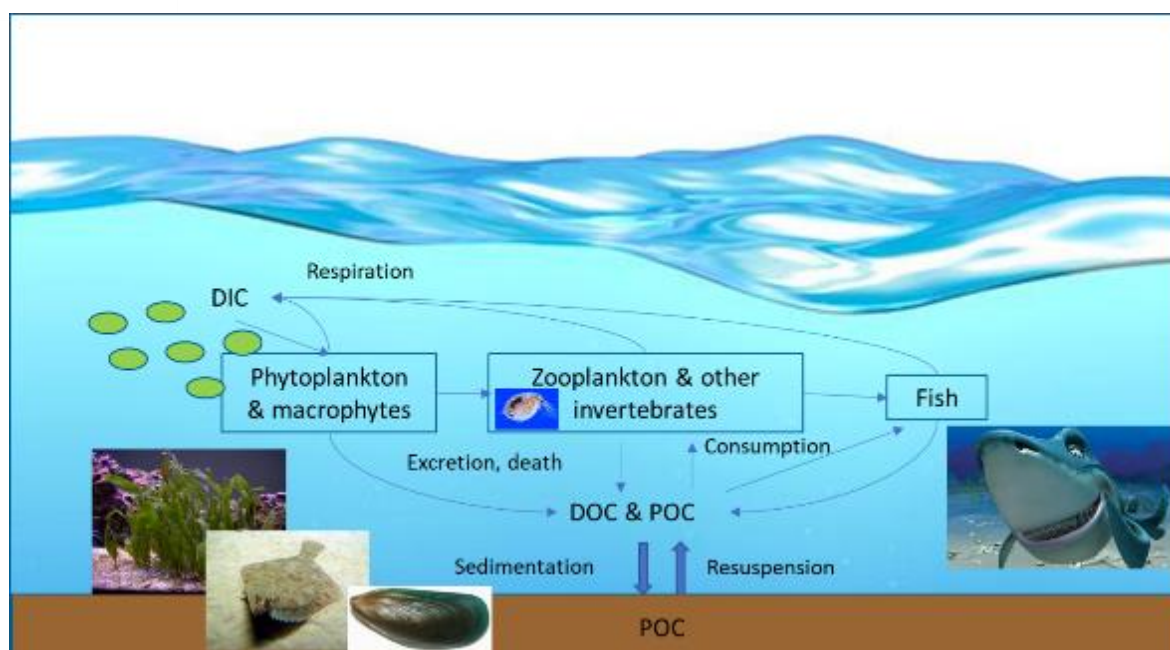 Respiration
DIC
Phytoplankton
& macrophytes
Zooplankton & other
invertebrates
Fish
Excretion, death
Consumption
DOC & POC
Sedimentation
Resuspension
POC